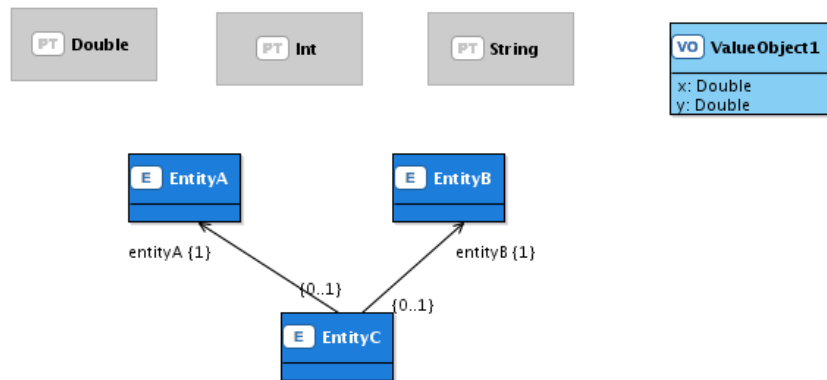 PT Double
PT Int
PT String
VO ValueObject1
x: Double
y: Double
E EntityA
E EntityB
entityA {1}
entityB {1}
{0..1}
{0..1}
E EntityC